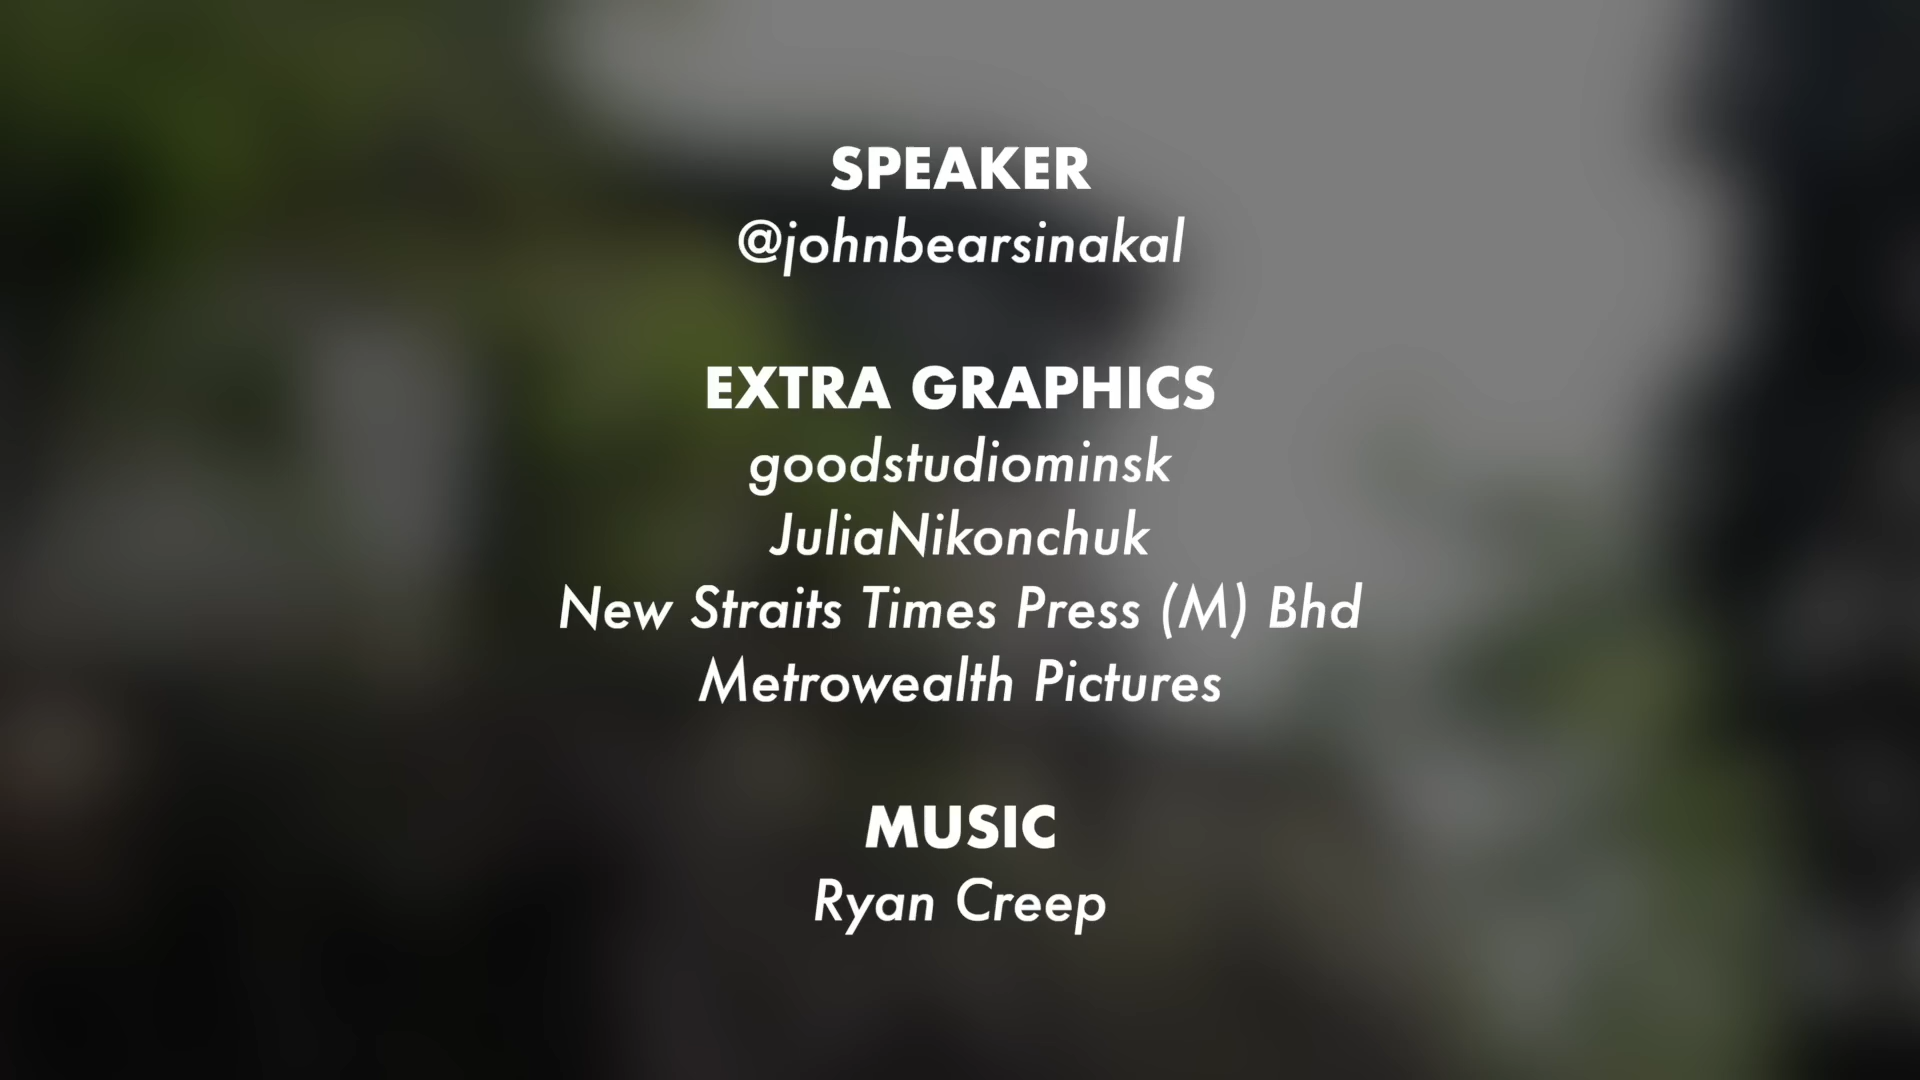 SPEAKER
@johnbearsinakal
EXTRA GRAPHICS
goodstudiominsk
JuliaNikonchuk
New Straits Times Press (M) Bhd
Metrowealth Pictures
MUSIC
Ryan Creep